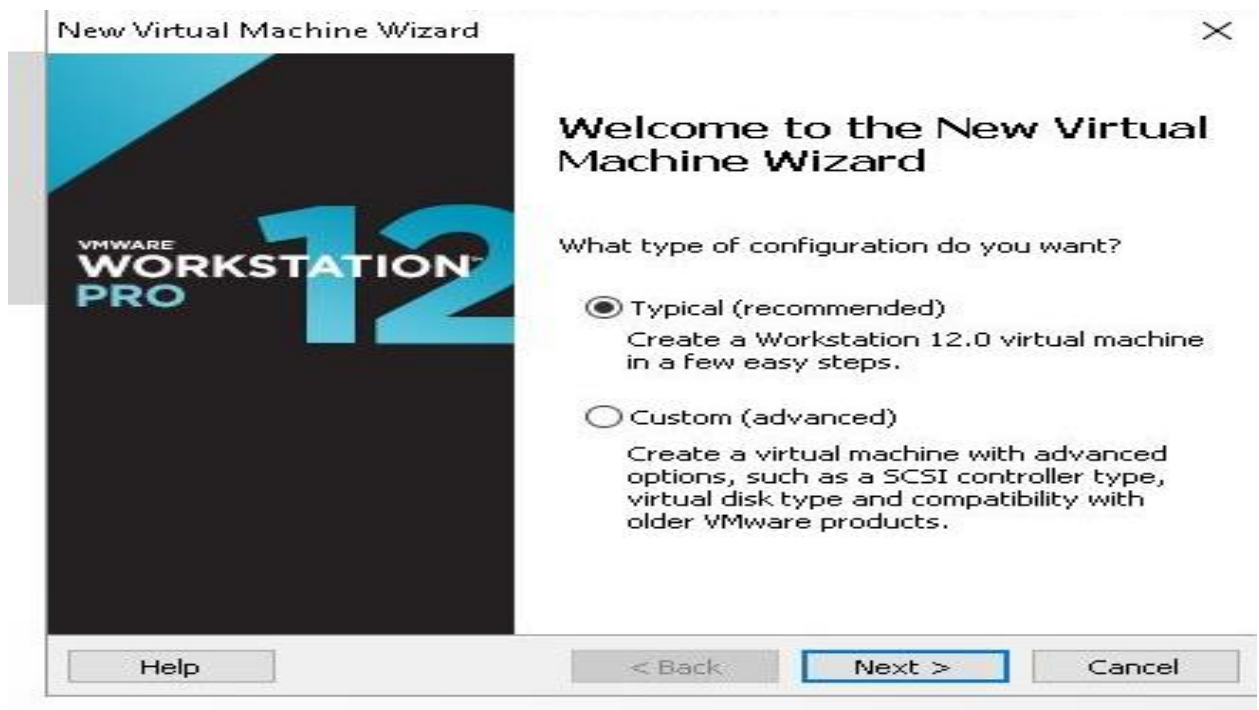 New Virtual Machine Wizard
Welcome to the New Virtual
Machine Wizard
VMWARE
WORKSTATION™
PRO
12
What type of configuration do you want?
Typical (recommended)
Create a Workstation 12.0 virtual machine
in a few easy steps.
Custom (advanced)
Create a virtual machine with advanced
options, such as a SCSI controller type,
virtual disk type and compatibility with
older VMware products.
Help
< Back
Next >
Cancel